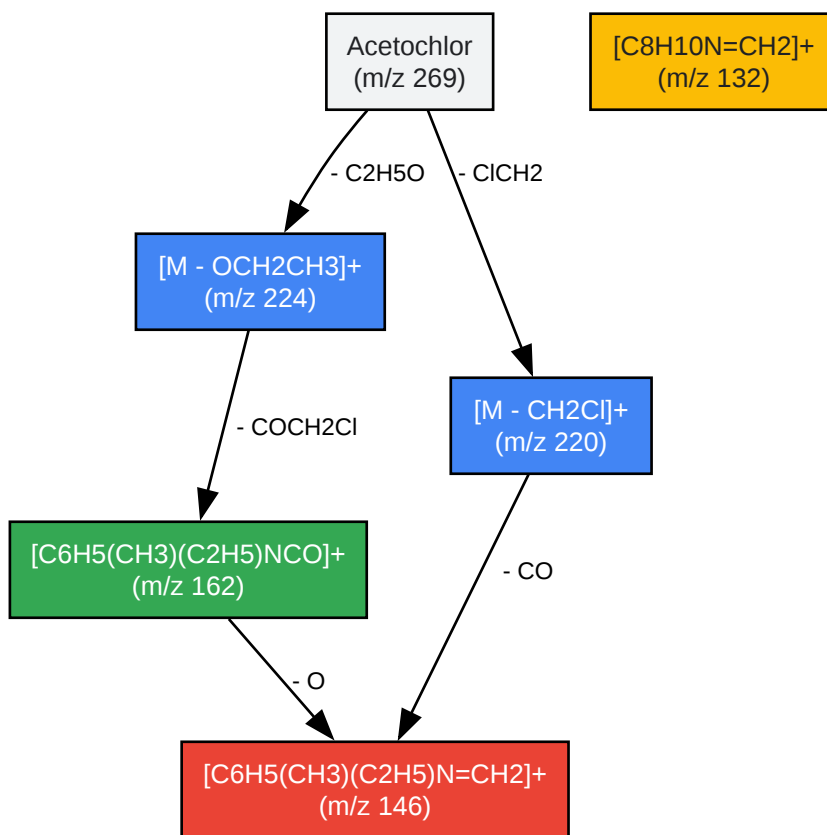 Acetochlor
(m/z 269)
[C8H10N=CH2]+
(m/z 132)
- C2H5O
- ClCH2
[M - OCH2CH3]+
(m/z 224)
[M - CH2Cl]+
(m/z 220)
- COCH2Cl
[C6H5(CH3)(C2H5)NCO]+
(m/z 162)
- CO
- O
[C6H5(CH3)(C2H5)N=CH2]+
(m/z 146)